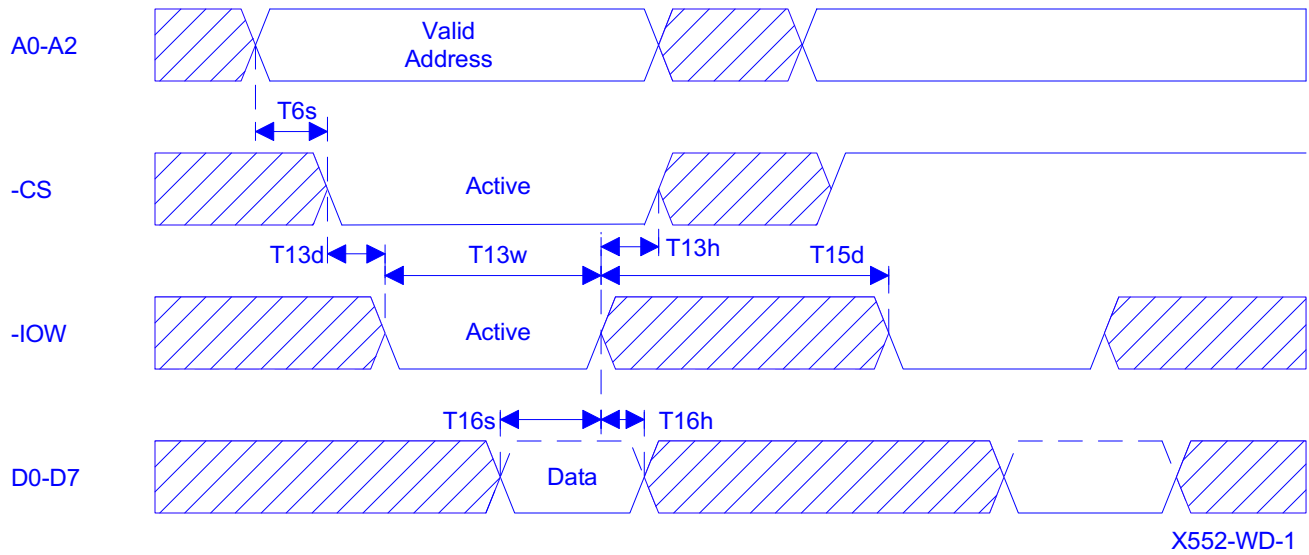 A0-A2
Valid
Address
T6s
-CS
Active
T13d
T13w
T13h
T15d
-IOW
Active
T16s
T16h
D0-D7
Data
X552-WD-1